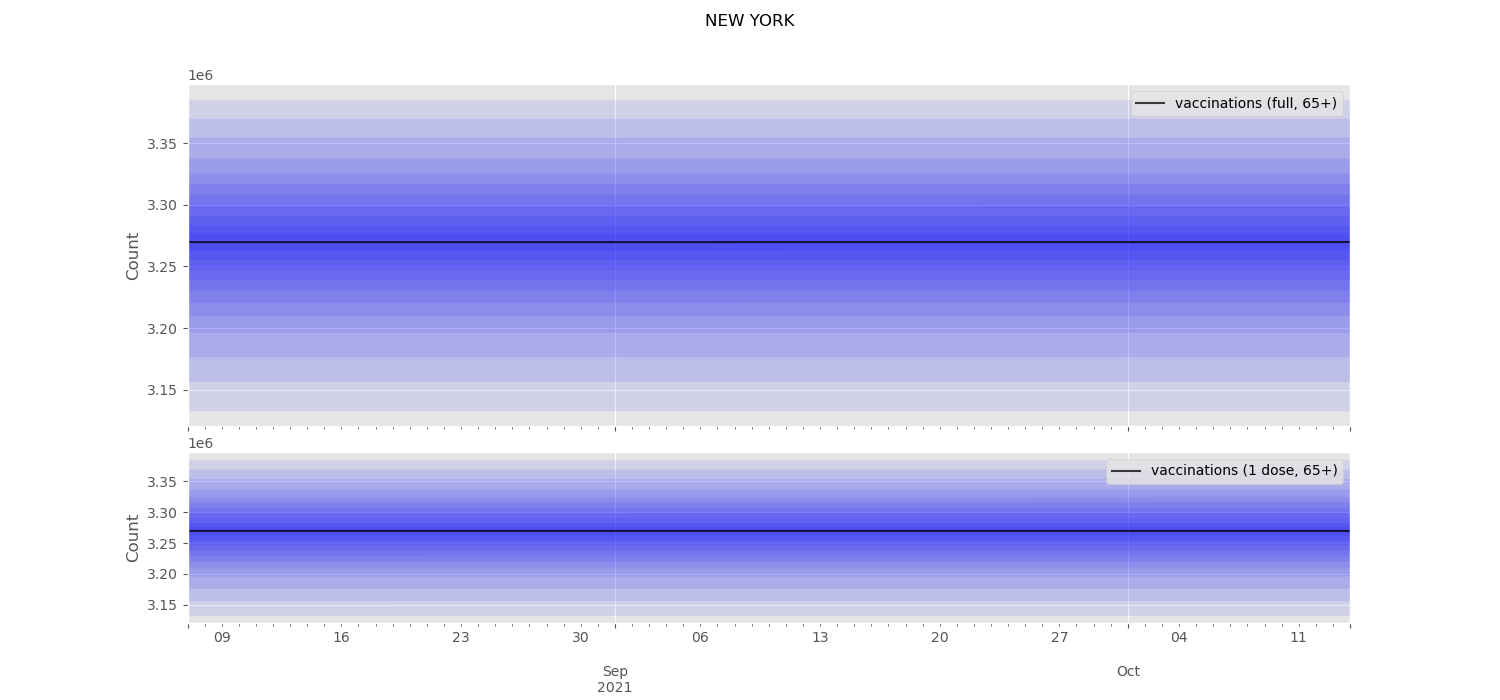 NEW YORK
1e6
vaccinations (full, 65+)
3.35
3.30
3.25
3.20
3.15
Count
1e6
vaccinations (1 dose, 65+)
3.35
3.30
3.25
3.20
3.15
Count
09 16 23 30 06 13 20 27 04 11
Sep Oct
2021